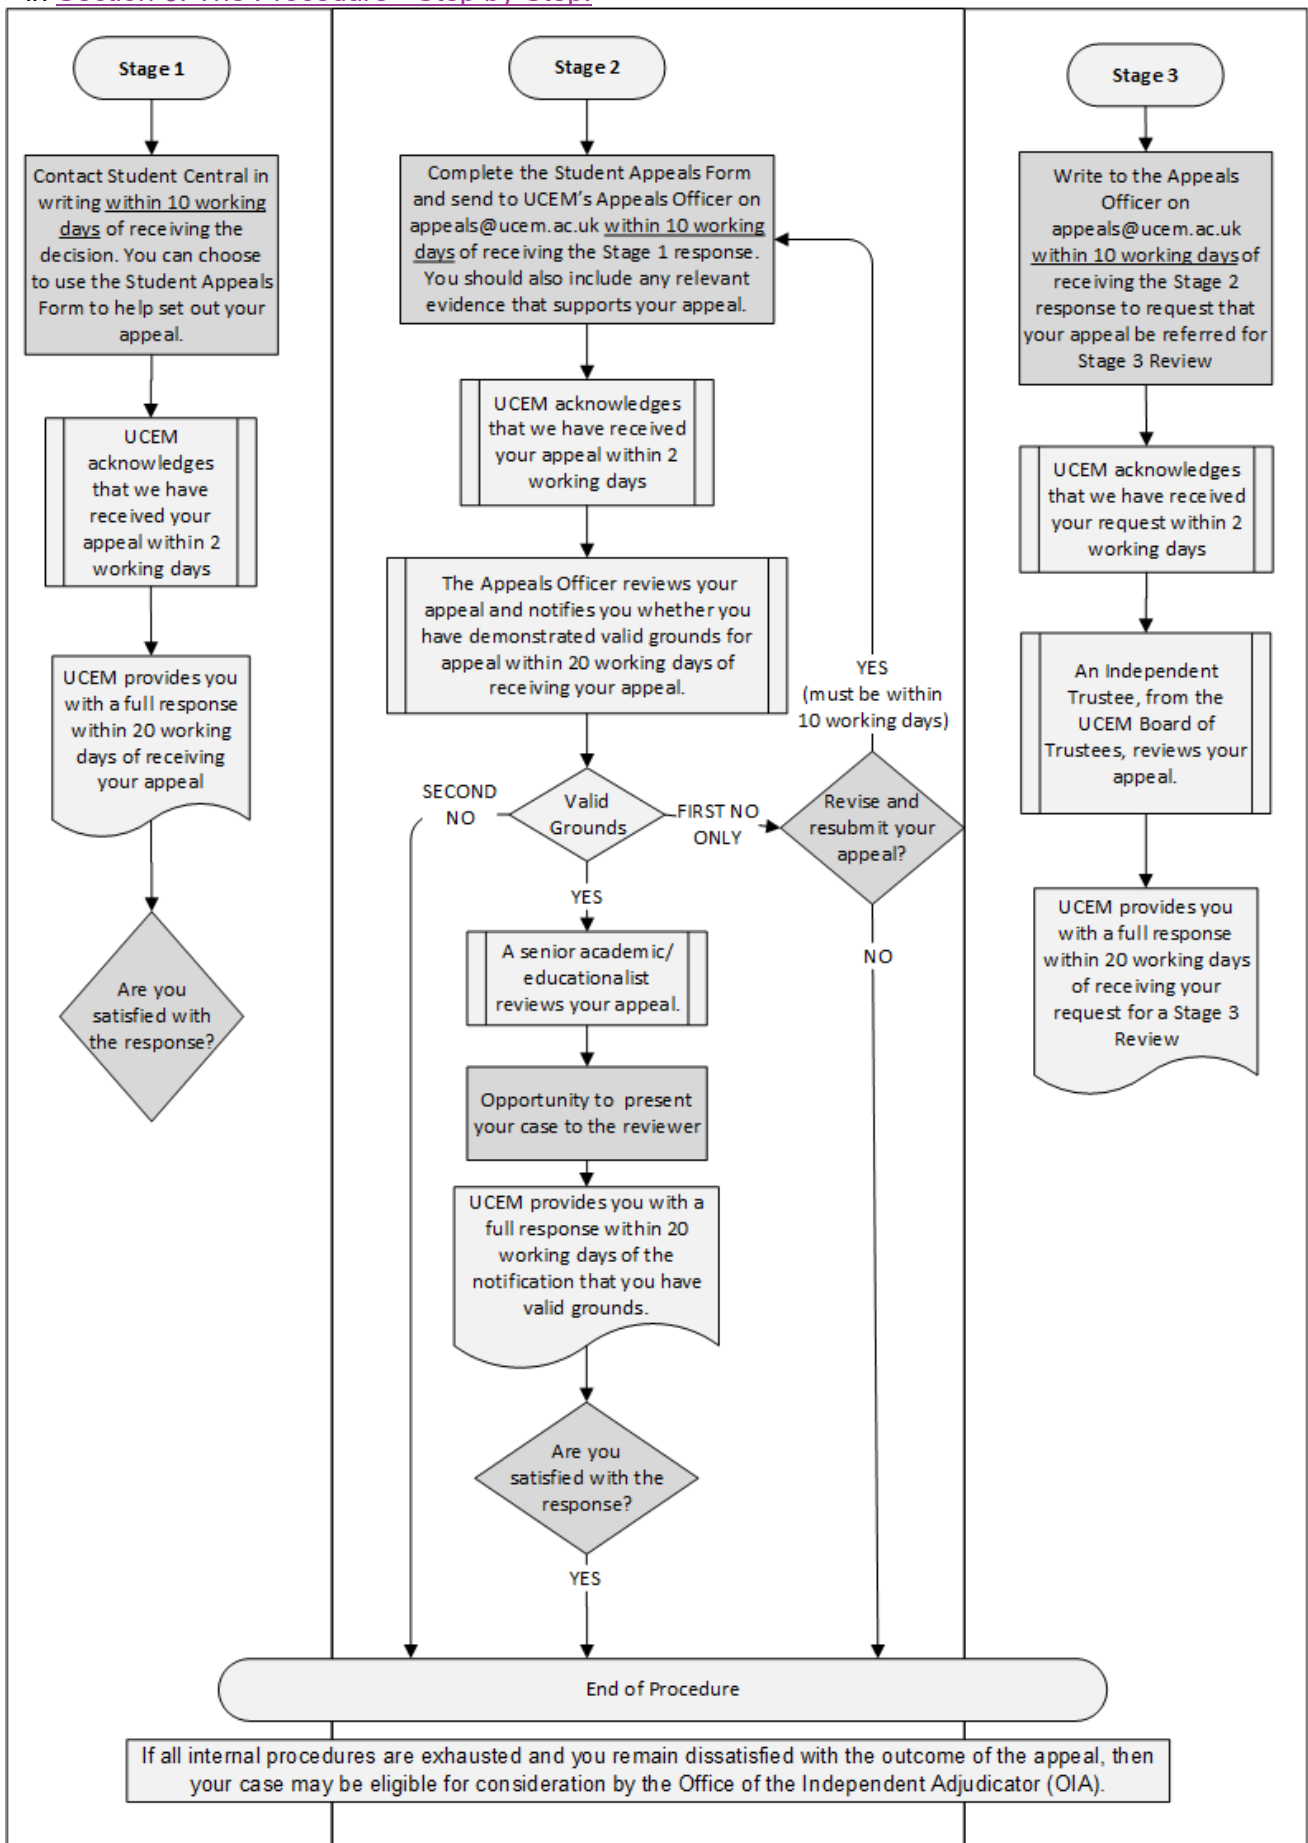 in Section 6: The Procedure - Step by Step.
Stage 1
Contact Student Central in
writing within 10 working
days of receiving the
decision. You can choose
to use the Student Appeals
Form to help set out your
appeal.
UCEM
acknowledges
that we have
received your
appeal within 2
working days
UCEM provides you
with a full response
within 20 working
days of receiving
your appeal
Are you
satisfied with
the response?
Stage 2
Complete the Student Appeals Form
and send to UCEM's Appeals Officer on
appeals@ucem.ac.uk within 10 working
days of receiving the Stage 1 response.
You should also include any relevant
evidence that supports your appeal.
UCEM acknowledges
that we have received
your appeal within 2
working days
The Appeals Officer reviews your
appeal and notifies you whether you
have demonstrated valid grounds for
appeal within 20 working days of
receiving your appeal.
YES
(must be within
10 working days)
SECOND
NO
Valid
Grounds
FIRST NO
ONLY
Revise and
resubmit your
appeal?
YES
NO
A senior academic/
educationalist
reviews your appeal.
Opportunity to present
your case to the reviewer
UCEM provides you with a
full response within 20
working days of the
notification that you have
valid grounds.
Are you
satisfied with the
response?
YES
Stage 3
Write to the Appeals
Officer on
appeals@ucem.ac.uk
within 10 working days of
receiving the Stage 2
response to request that
your appeal be referred for
Stage 3 Review
UCEM acknowledges
that we have received
your request within 2
working days
An Independent
Trustee, from the
UCEM Board of
Trustees, reviews your
appeal.
UCEM provides you
with a full response
within 20 working days
of receiving your
request for a Stage 3
Review
End of Procedure
If all internal procedures are exhausted and you remain dissatisfied with the outcome of the appeal, then
your case may be eligible for consideration by the Office of the Independent Adjudicator (OIA).